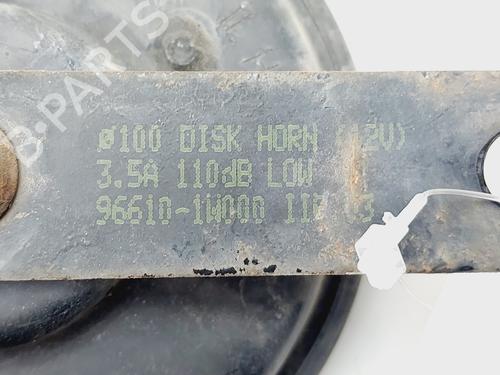 B-PARTS
ø100 DISK HORN (12V)
3.5A 110dB LOW
96610-1W000